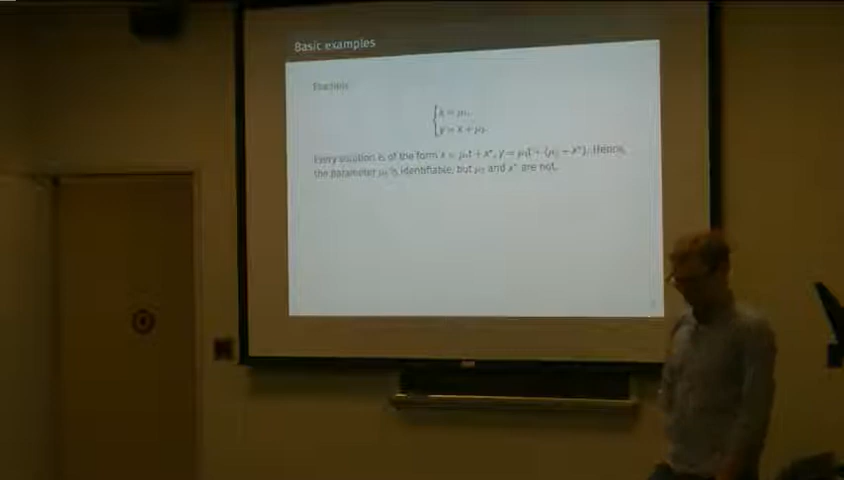 Basic examples
Example
{ẋ = μ₁,
y = x + μ₂.
Every solution is of the form x = μ₁t + x*, y = μ₁t + (μ₂ + x*). Hence,
the parameter μ₁ is identifiable, but μ₂ and x* are not.